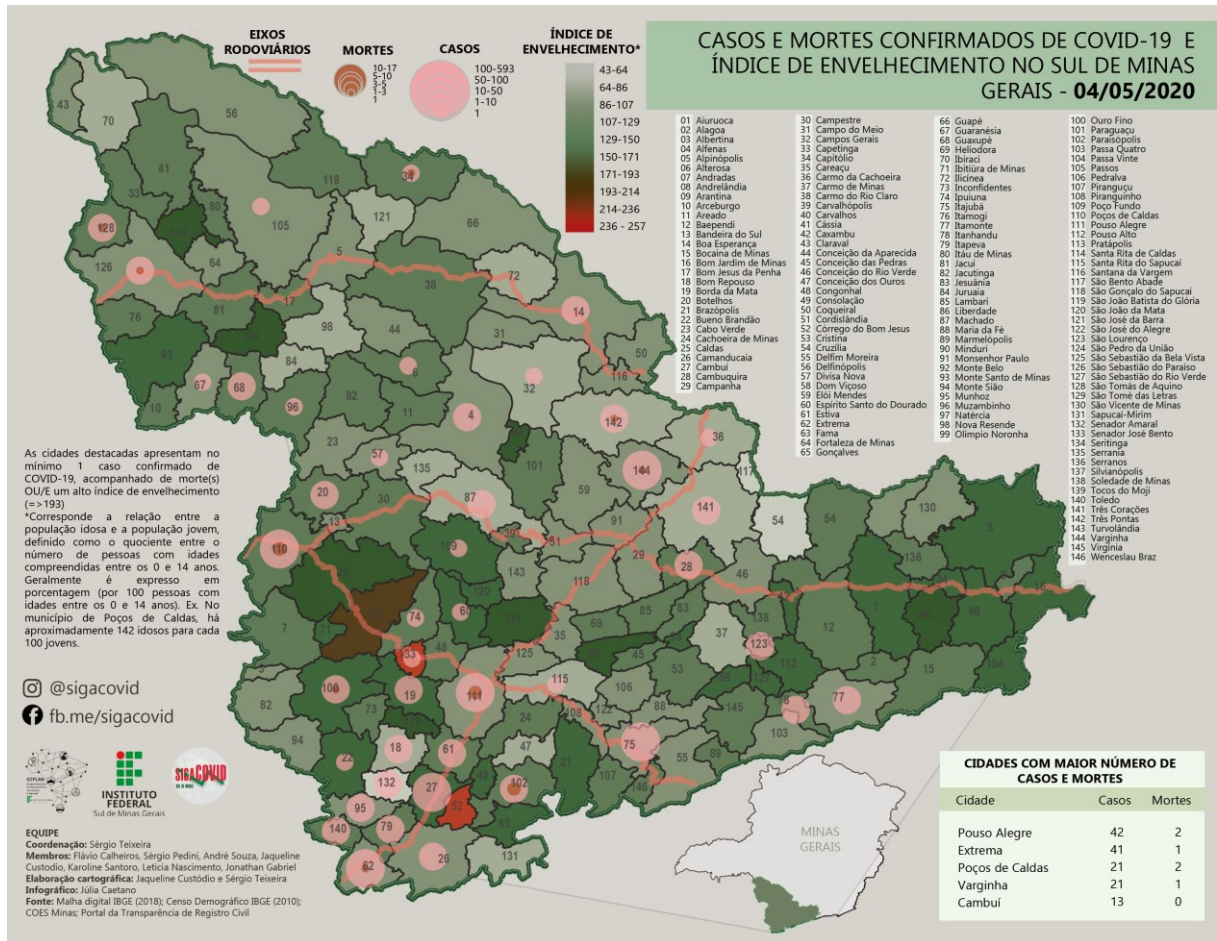 CASOS E MORTES CONFIRMADOS DE COVID-19 E
ÍNDICE DE ENVELHECIMENTO NO SUL DE MINAS
GERAIS - 04/05/2020
EIXOS
RODOVIÁRIOS
MORTES
10-17
5-10
3-5
1-3
1
CASOS
100-593
50-100
10-50
1-10
1
ÍNDICE DE
ENVELHECIMENTO*
43-64
64-86
86-107
107-129
129-150
150-171
171-193
193-214
214-236
236 - 257
01 Aiuruoca
02 Alagoa
03 Albertina
04 Alfenas
05 Alpinópolis
06 Alterosa
07 Andradas
08 Andrelândia
09 Arantina
10 Arceburgo
11 Areado
12 Baependi
13 Bandeira do Sul
14 Boa Esperança
15 Bocaina de Minas
16 Bom Jardim de Minas
17 Bom Jesus da Penha
18 Bom Repouso
19 Borda da Mata
20 Botelhos
21 Brazópolis
22 Bueno Brandão
23 Cabo Verde
24 Cachoeira de Minas
25 Caldas
26 Camanducaia
27 Cambuí
28 Cambuquira
29 Campanha
30 Campestre
31 Campo do Meio
32 Campos Gerais
33 Capetinga
34 Capitólio
35 Careaçu
36 Carmo da Cachoeira
37 Carmo de Minas
38 Carmo do Rio Claro
39 Carvalhópolis
40 Carvalhos
41 Cássia
42 Caxambu
43 Claraval
44 Conceição da Aparecida
45 Conceição das Pedras
46 Conceição do Rio Verde
47 Conceição dos Ouros
48 Congonhal
49 Consolação
50 Coqueiral
51 Cordislândia
52 Córrego do Bom Jesus
53 Cristina
54 Cruzília
55 Delfim Moreira
56 Delfinópolis
57 Divisa Nova
58 Dom Viçoso
59 Elói Mendes
60 Espírito Santo do Dourado
61 Estiva
62 Extrema
63 Fama
64 Fortaleza de Minas
65 Gonçalves
66 Guapé
67 Guaranésia
68 Guaxupé
69 Heliodora
70 Ibiraci
71 Ibitiúra de Minas
72 Ilicínea
73 Inconfidentes
74 Ipuiuna
75 Itajubá
76 Itamogi
77 Itamonte
78 Itanhandu
79 Itapeva
80 Itáu de Minas
81 Jacuí
82 Jacutinga
83 Jesuânia
84 Juruaia
85 Lambari
86 Liberdade
87 Machado
88 Maria da Fé
89 Marmelópolis
90 Minduri
91 Monsenhor Paulo
92 Monte Belo
93 Monte Santo de Minas
94 Monte Sião
95 Munhoz
96 Muzambinho
97 Natércia
98 Nova Resende
99 Olímpio Noronha
100 Ouro Fino
101 Paraguaçu
102 Paraisópolis
103 Passa Quatro
104 Passa Vinte
105 Passos
106 Pedralva
107 Piranguçu
108 Piranguinho
109 Poço Fundo
110 Poços de Caldas
111 Pouso Alegre
112 Pouso Alto
113 Pratápolis
114 Santa Rita de Caldas
115 Santa Rita do Sapucaí
116 Santana da Vargem
117 São Bento Abade
118 São Gonçalo do Sapucaí
119 São João Batista do Glória
120 São João da Mata
121 São José da Barra
122 São José do Alegre
123 São Lourenço
124 São Pedro da União
125 São Sebastião da Bela Vista
126 São Sebastião do Paraíso
127 São Sebastião do Rio Verde
128 São Tomás de Aquino
129 São Tomé das Letras
130 São Vicente de Minas
131 Sapucaí-Mirim
132 Senador Amaral
133 Senador José Bento
134 Seritinga
135 Serrania
136 Serranos
137 Silvianópolis
138 Soledade de Minas
139 Tocos do Moji
140 Toledo
141 Três Corações
142 Três Pontas
143 Turvolândia
144 Varginha
145 Virgínia
146 Wenceslau Braz
As cidades destacadas apresentam no
mínimo 1 caso confirmado de
COVID-19, acompanhado de morte(s)
OU/E um alto índice de envelhecimento
(=>193)
*Corresponde a relação entre a
população idosa e a população jovem,
definido como o quociente entre o
número de pessoas com idades
compreendidas entre os 0 e 14 anos.
Geralmente é expresso em
porcentagem (por 100 pessoas com
idades entre os 0 e 14 anos). Ex. No
município de Poços de Caldas, há
aproximadamente 142 idosos para cada
100 jovens.
@sigacovid
fb.me/sigacovid
INSTITUTO
FEDERAL
Sul de Minas Gerais
SIGACOVID
EQUIPE
Coordenação: Sérgio Teixeira
Membros: Flávio Calheiros, Sérgio Pedini, André Souza, Jaqueline
Custodio, Karoline Santoro, Leticia Nascimento, Jonathan Gabriel
Elaboração cartográfica: Jaqueline Custódio e Sérgio Teixeira
Infográfico: Júlia Caetano
Fonte: Malha digital IBGE (2018); Censo Demográfico IBGE (2010);
COES Minas; Portal da Transparência de Registro Civil
MINAS
GERAIS
CIDADES COM MAIOR NÚMERO DE
CASOS E MORTES
Cidade Casos Mortes
Pouso Alegre 42 2
Extrema 41 1
Poços de Caldas 21 2
Varginha 21 1
Cambuí 13 0